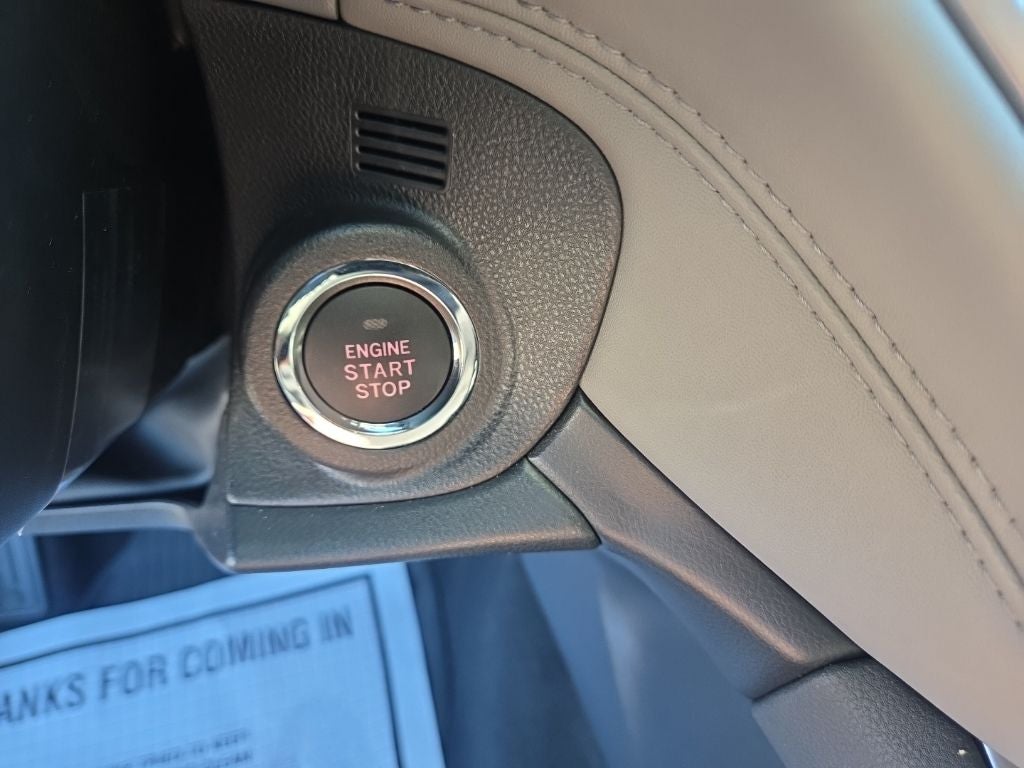 ENGINE
START
STOP
ANKS FOR COMING IN